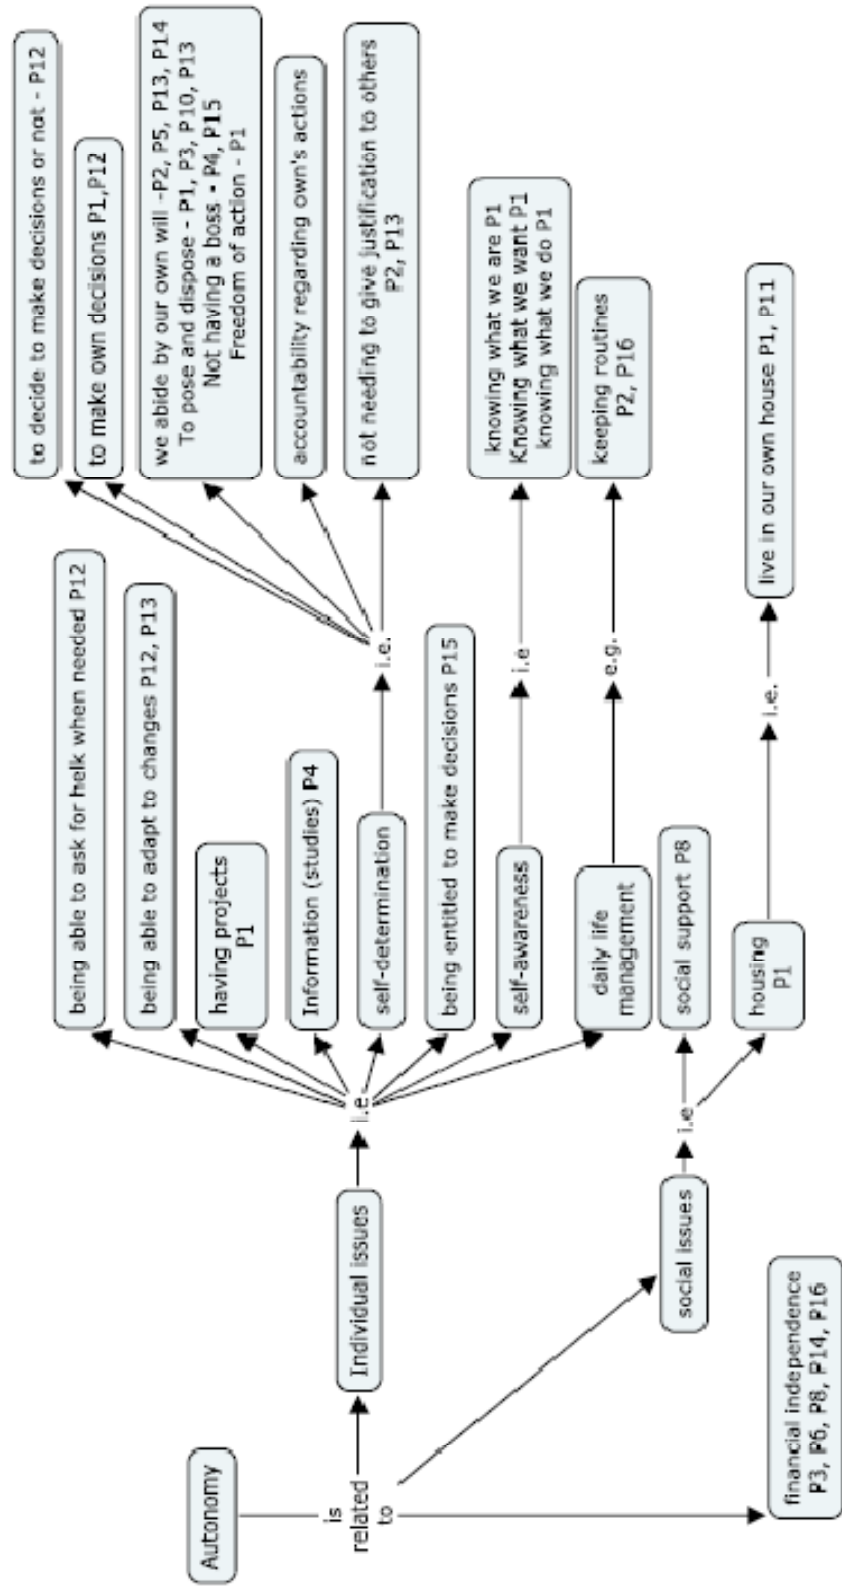 Autonomy
is
related
to
Individual issues
i.e.
being able to ask for helk when needed P12
being able to adapt to changes P12, P13
having projects
P1
Information (studies) P4
self-determination
i.e.
to decide to make decisions or not - P12
to make own decisions P1,P12
we abide by our own will -P2, P5, P13, P14
To pose and dispose - P1, P3, P10, P13
Not having a boss - P4, P15
Freedom of action - P1
accountability regarding own's actions
not needing to give justification to others
P2, P13
being entitled to make decisions P15
self-awareness
i.e
knowing what we are P1
Knowing what we want P1
knowing what we do P1
daily life
management
e.g.
keeping routines
P2, P16
social issues
i.e
social support P8
housing
P1
i.e.
live in our own house P1, P11
financial independence
P3, P6, P8, P14, P16